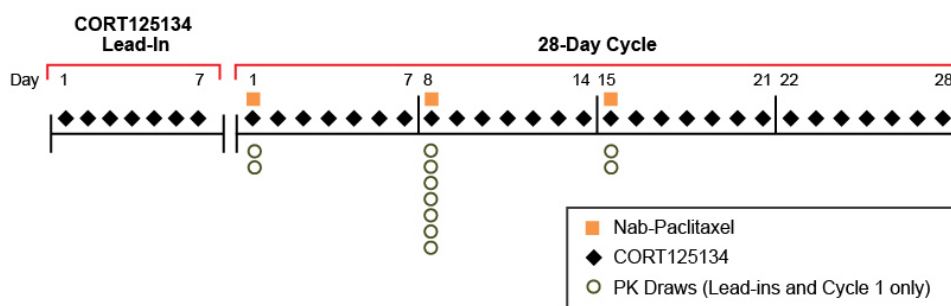 CORT125134
Lead-In
28-Day Cycle
Day 1 7 1 7 8 14 15 21 22 28
Nab-Paclitaxel
CORT125134
PK Draws (Lead-ins and Cycle 1 only)